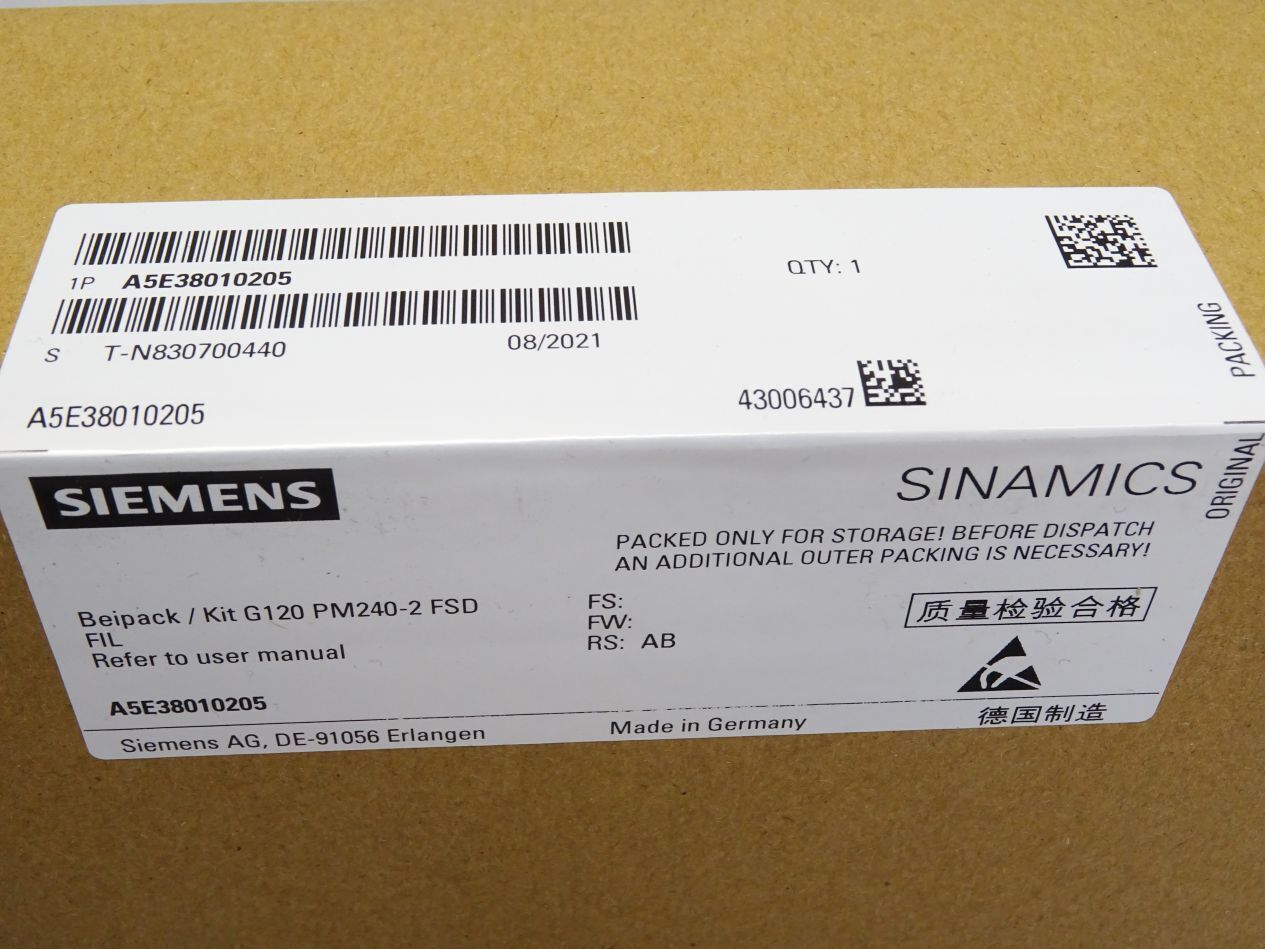 1P A5E38010205
QTY: 1
S T-N830700440 08/2021
43006437
A5E38010205
ORIGINAL PACKING
SIEMENS
SINAMICS
PACKED ONLY FOR STORAGE! BEFORE DISPATCH
AN ADDITIONAL OUTER PACKING IS NECESSARY!
Beipack / Kit G120 PM240-2 FSD
FIL
Refer to user manual
FS:
FW:
RS: AB
质量检验合格
A5E38010205
Siemens AG, DE-91056 Erlangen
Made in Germany
德国制造